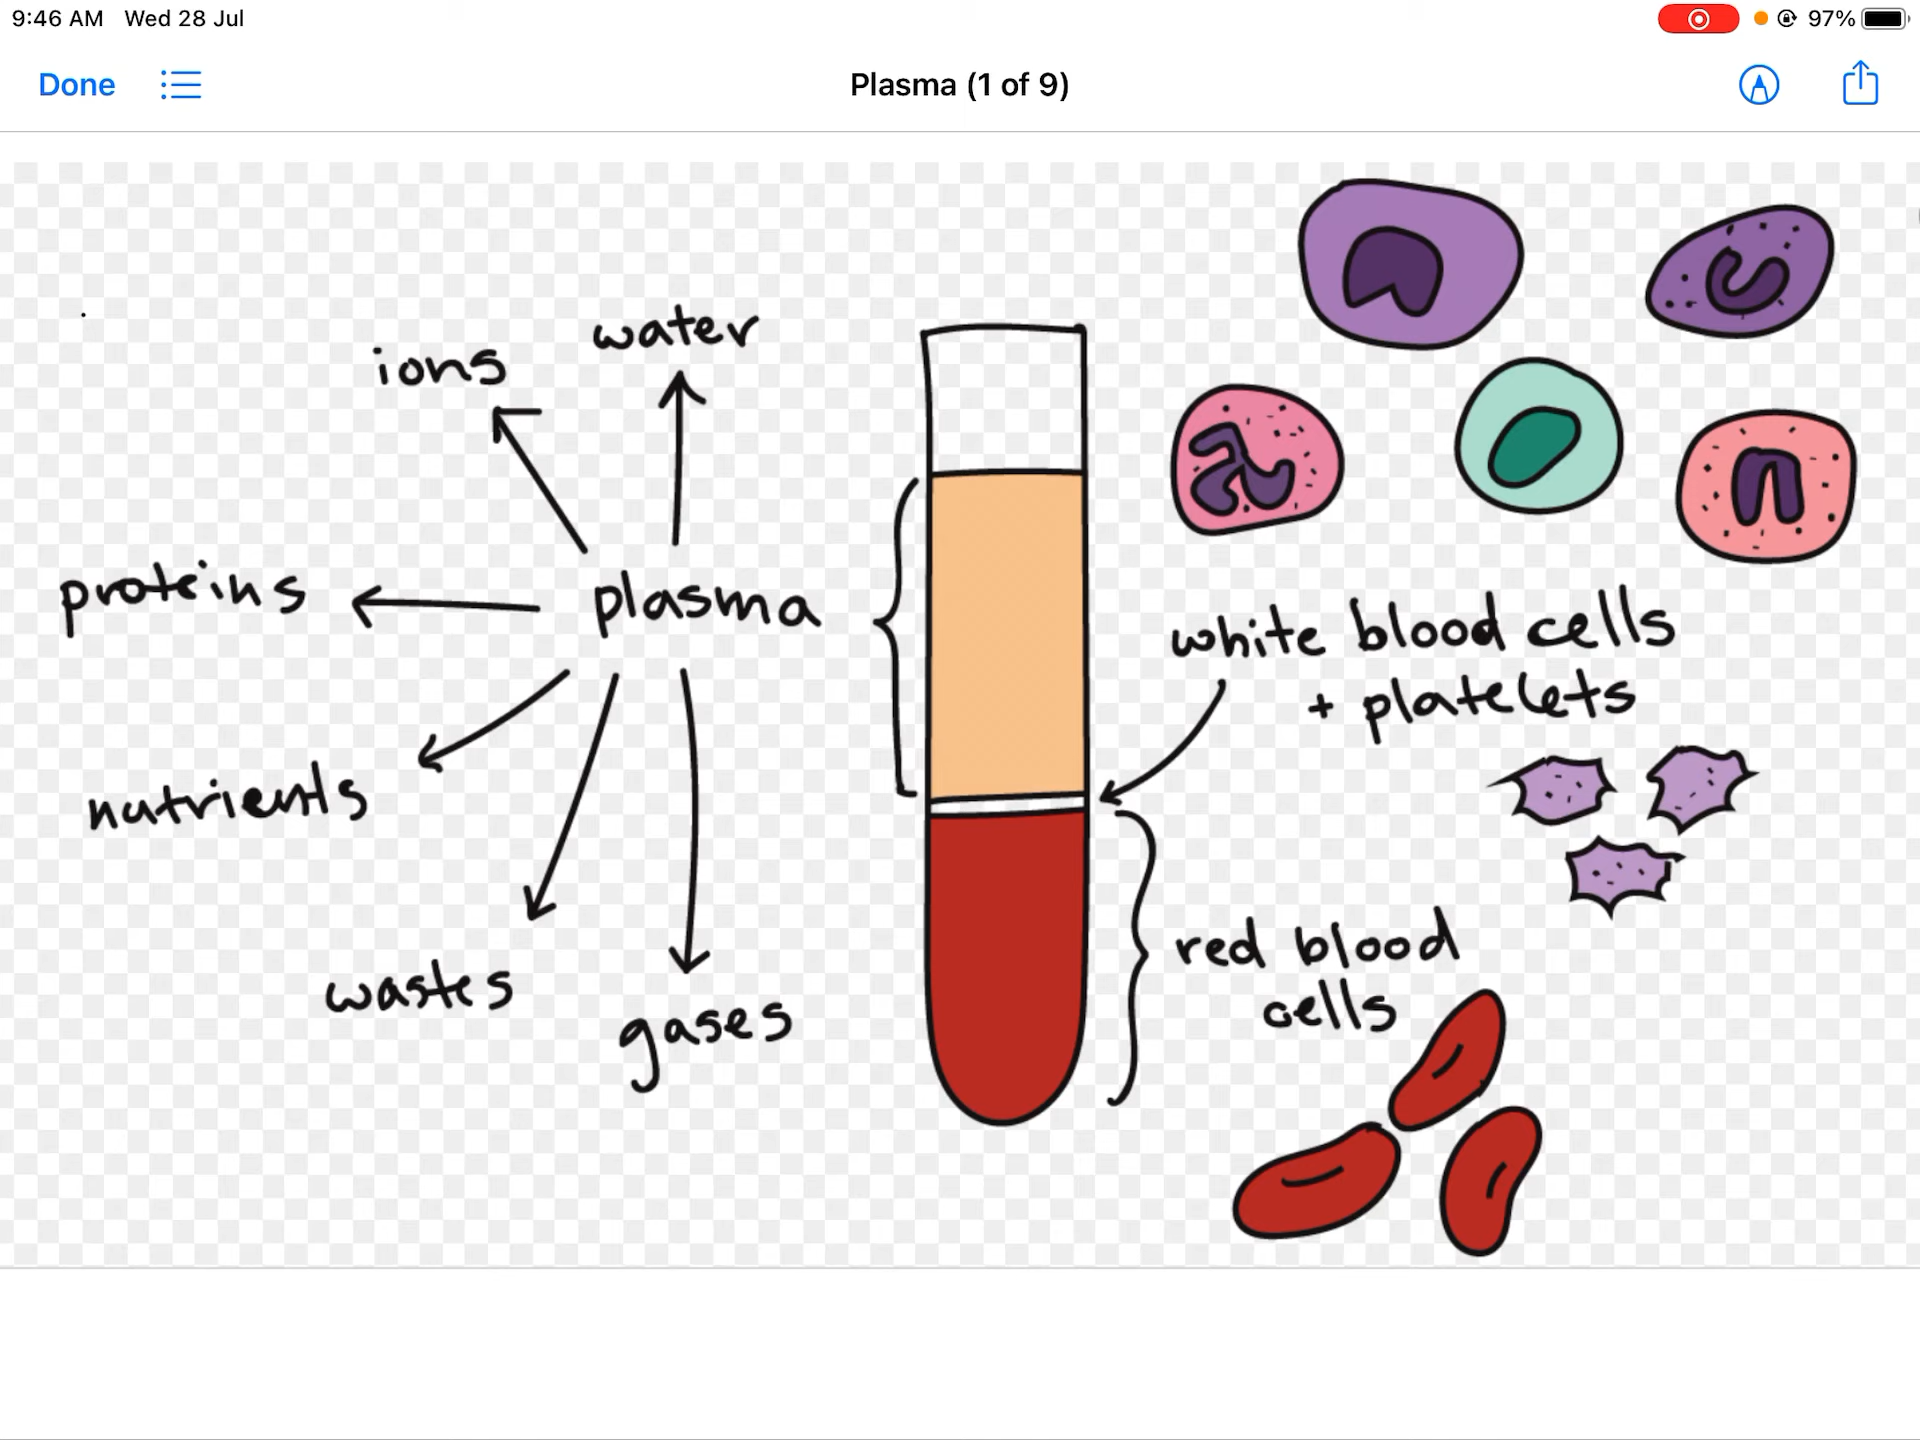 9:46 AM Wed 28 Jul
97%
Done
Plasma (1 of 9)
water
ions
proteins
plasma
nutrients
wastes
gases
white blood cells
+ platelets
red blood
cells